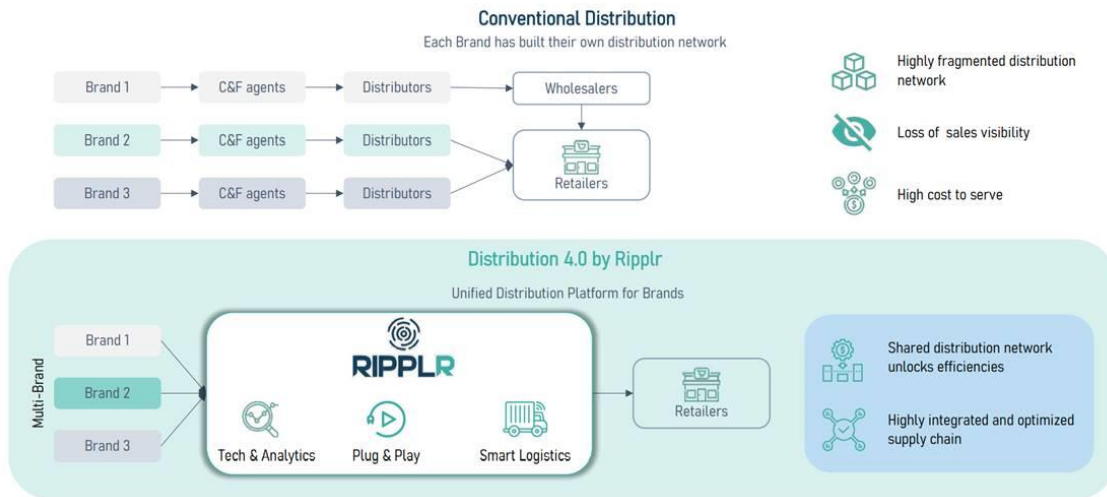 Conventional Distribution
Each Brand has built their own distribution network
Brand 1
C&F agents
Distributors
Wholesalers
Brand 2
C&F agents
Distributors
Retailers
Brand 3
C&F agents
Distributors
Highly fragmented distribution
network
Loss of sales visibility
High cost to serve
Distribution 4.0 by Ripplr
Unified Distribution Platform for Brands
Multi-Brand
Brand 1
Brand 2
Brand 3
RIPPLR
Tech & Analytics
Plug & Play
Smart Logistics
Retailers
Shared distribution network
unlocks efficiencies
Highly integrated and optimized
supply chain